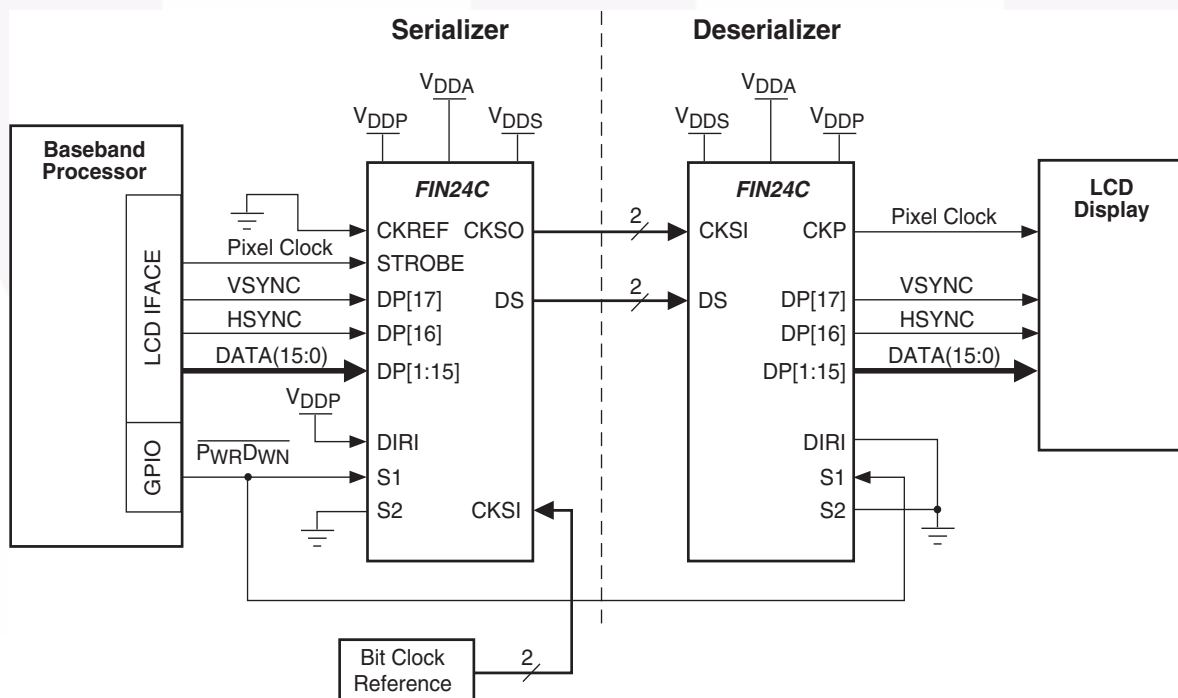 Serializer
Deserializer
VDDA
VDDP
VDDS
VDDA
VDDS
VDDP
Baseband
Processor
LCD IFACE
GPIO
FIN24C
CKREF
CKSO
STROBE
DP[17]
DS
DP[16]
DP[1:15]
DIRI
S1
S2
CKSI
Pixel Clock
VSYNC
HSYNC
DATA(15:0)
VDDP
PWRDWN
2
2
FIN24C
CKSI
CKP
DS
DP[17]
DP[16]
DP[1:15]
DIRI
S1
S2
Pixel Clock
VSYNC
HSYNC
DATA(15:0)
LCD
Display
Bit Clock
Reference
2